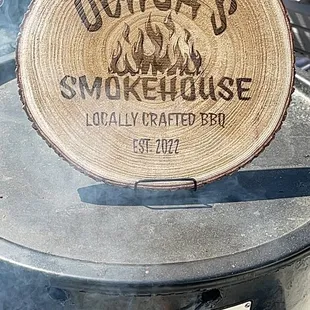 SMOKEHOUSE
LOCALLY CRAFTED BBQ
EST. 2022